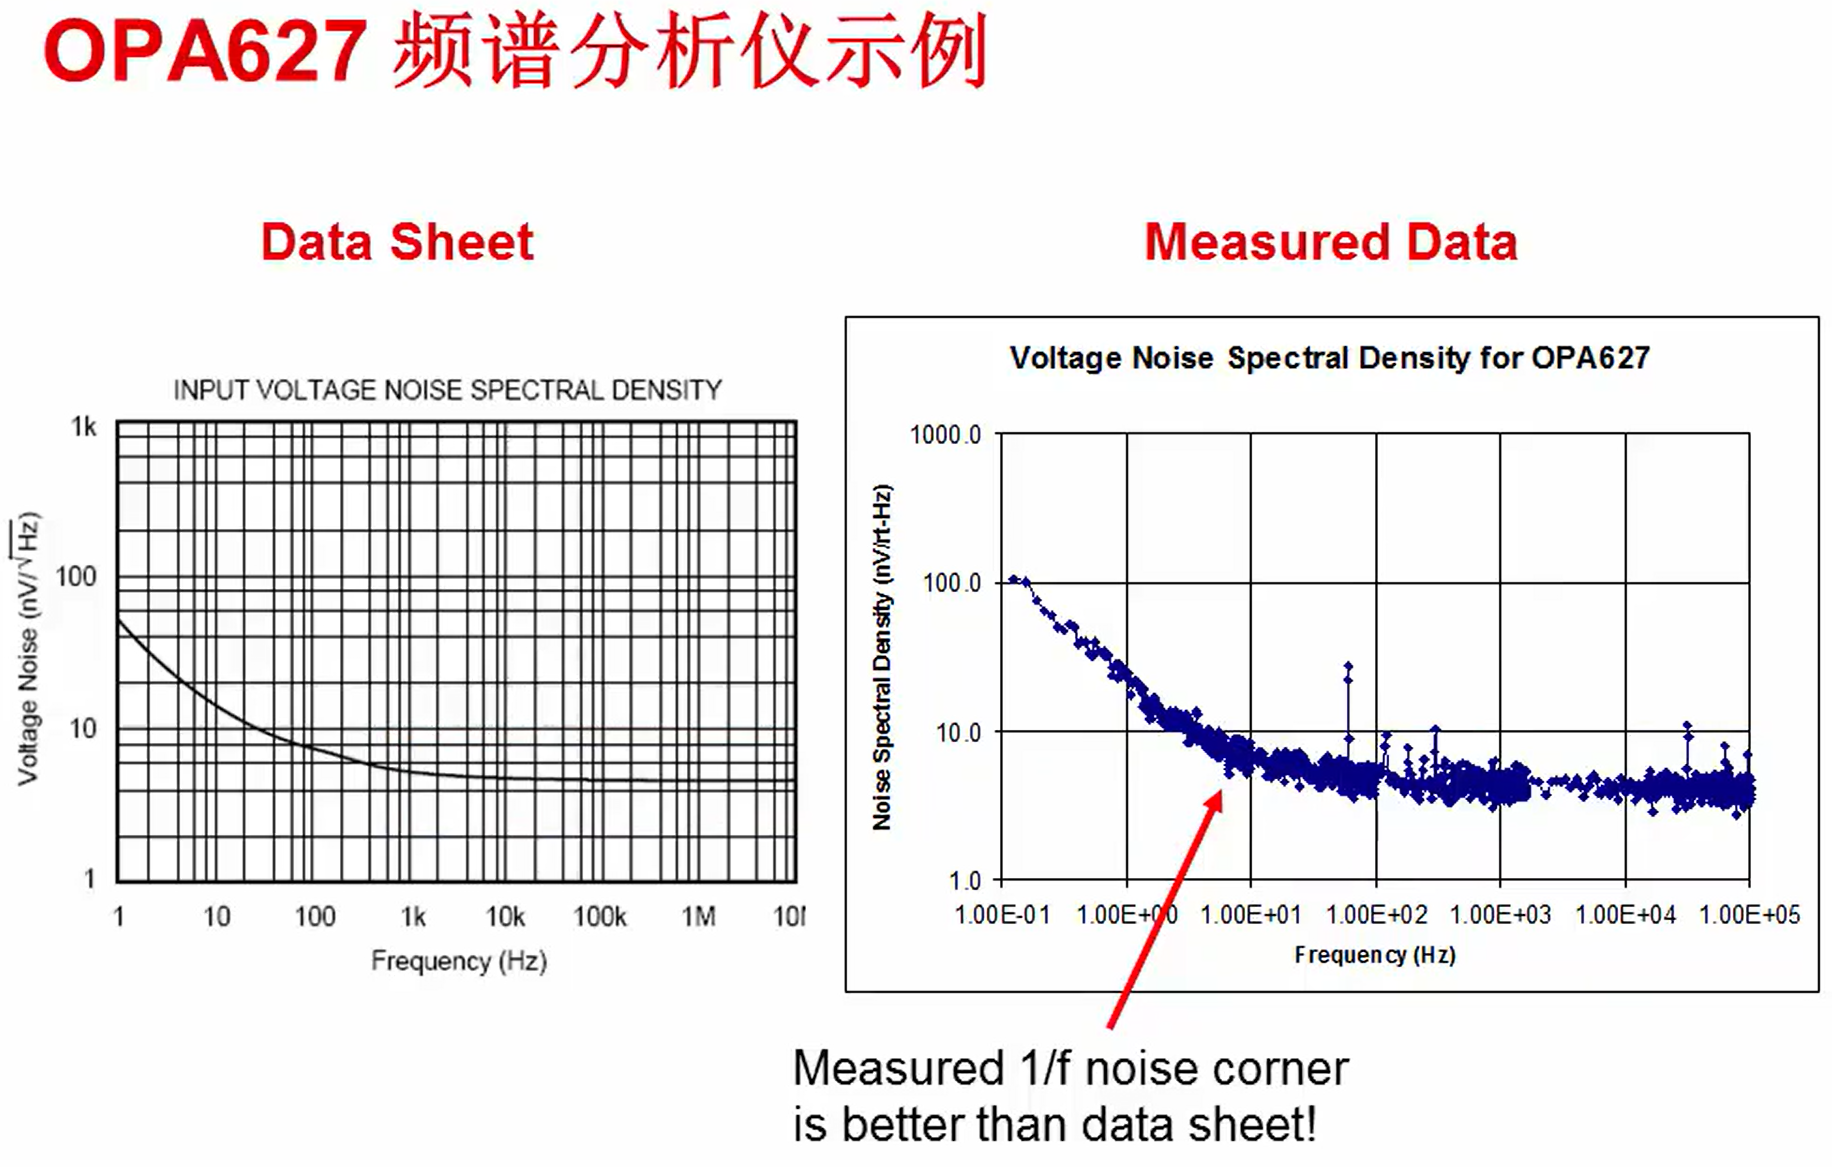 OPA627 频谱分析仪示例
Data Sheet
Measured Data
INPUT VOLTAGE NOISE SPECTRAL DENSITY
Voltage Noise (nV/√Hz)
1k
100
10
1
1 10 100 1k 10k 100k 1M 10
Frequency (Hz)
Voltage Noise Spectral Density for OPA627
Noise Spectral Density (nV/rt-Hz)
1000.0
100.0
10.0
1.0
1.00E-01 1.00E+00 1.00E+01 1.00E+02 1.00E+03 1.00E+04 1.00E+05
Frequency (Hz)
Measured 1/f noise corner
is better than data sheet!